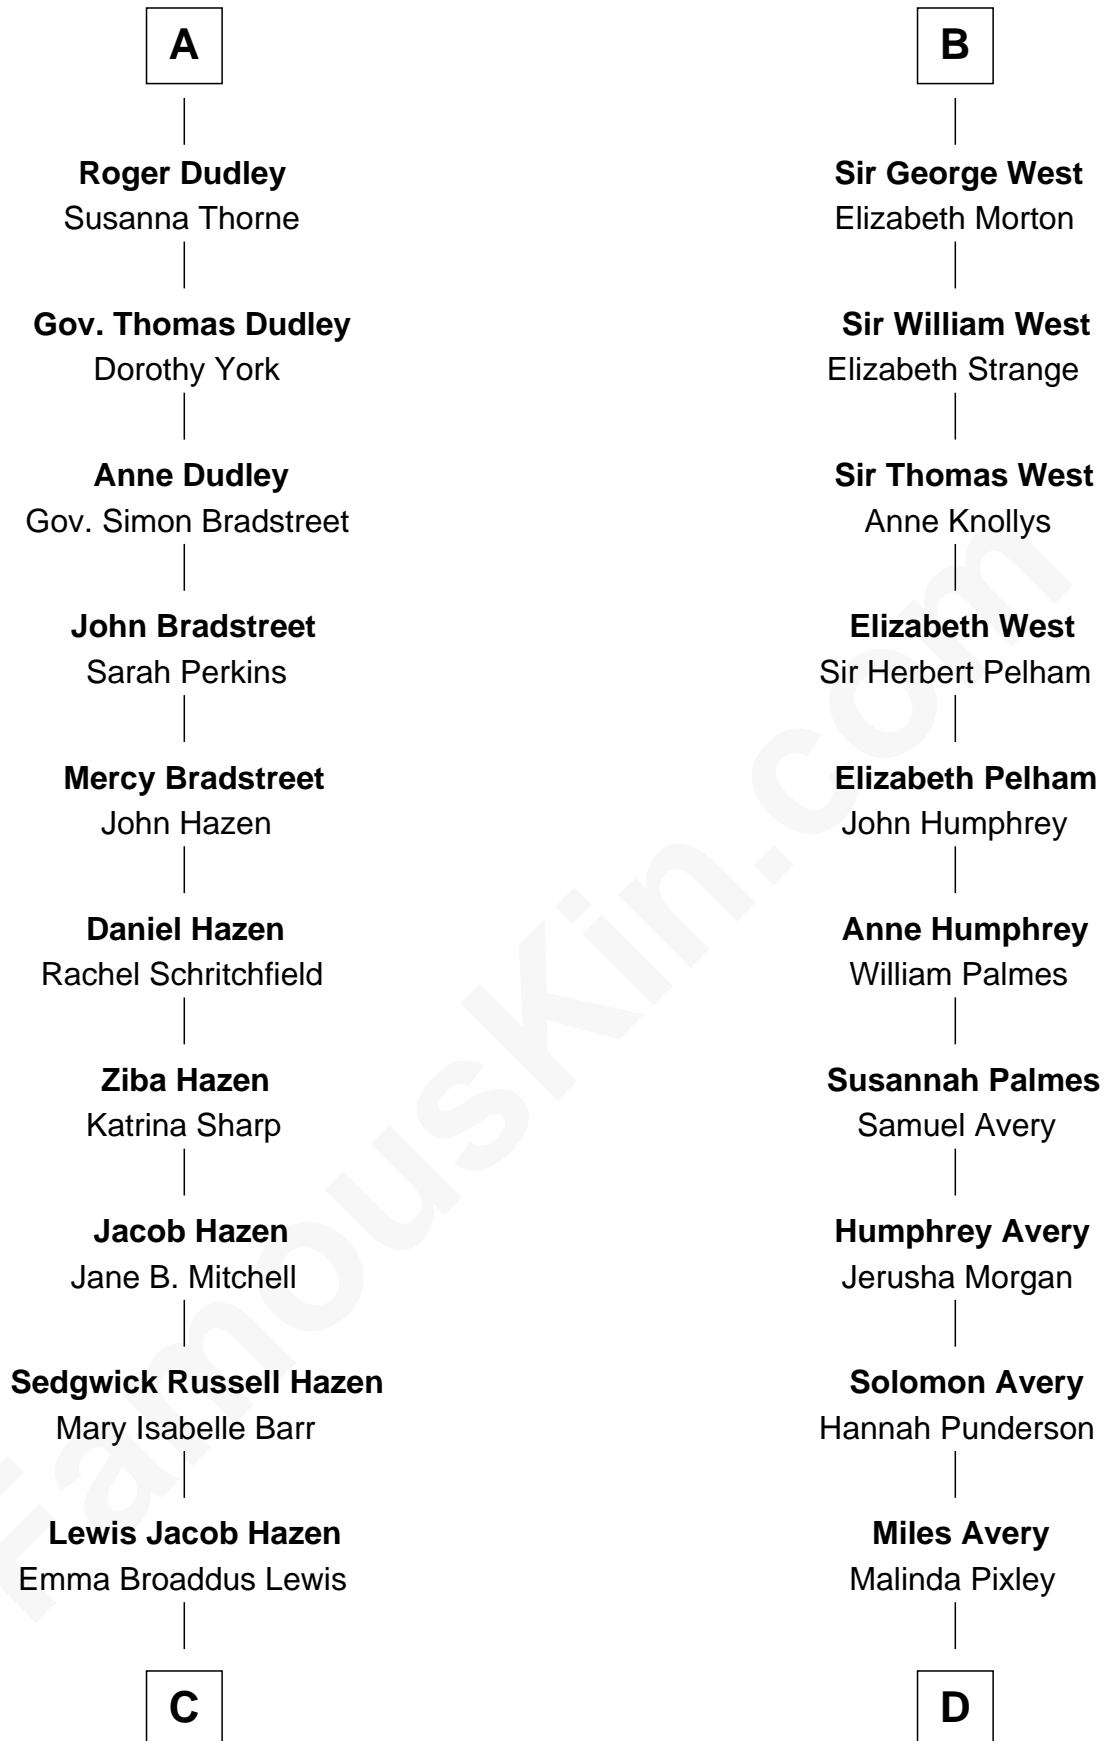 A
Roger Dudley
Susanna Thorne
Gov. Thomas Dudley
Dorothy York
Anne Dudley
Gov. Simon Bradstreet
John Bradstreet
Sarah Perkins
Mercy Bradstreet
John Hazen
Daniel Hazen
Rachel Schritchfield
Ziba Hazen
Katrina Sharp
Jacob Hazen
Jane B. Mitchell
Sedgwick Russell Hazen
Mary Isabelle Barr
Lewis Jacob Hazen
Emma Broaddus Lewis
C
B
Sir George West
Elizabeth Morton
Sir William West
Elizabeth Strange
Sir Thomas West
Anne Knollys
Elizabeth West
Sir Herbert Pelham
Elizabeth Pelham
John Humphrey
Anne Humphrey
William Palmes
Susannah Palmes
Samuel Avery
Humphrey Avery
Jerusha Morgan
Solomon Avery
Hannah Punderson
Miles Avery
Malinda Pixley
D
FamousKin.com